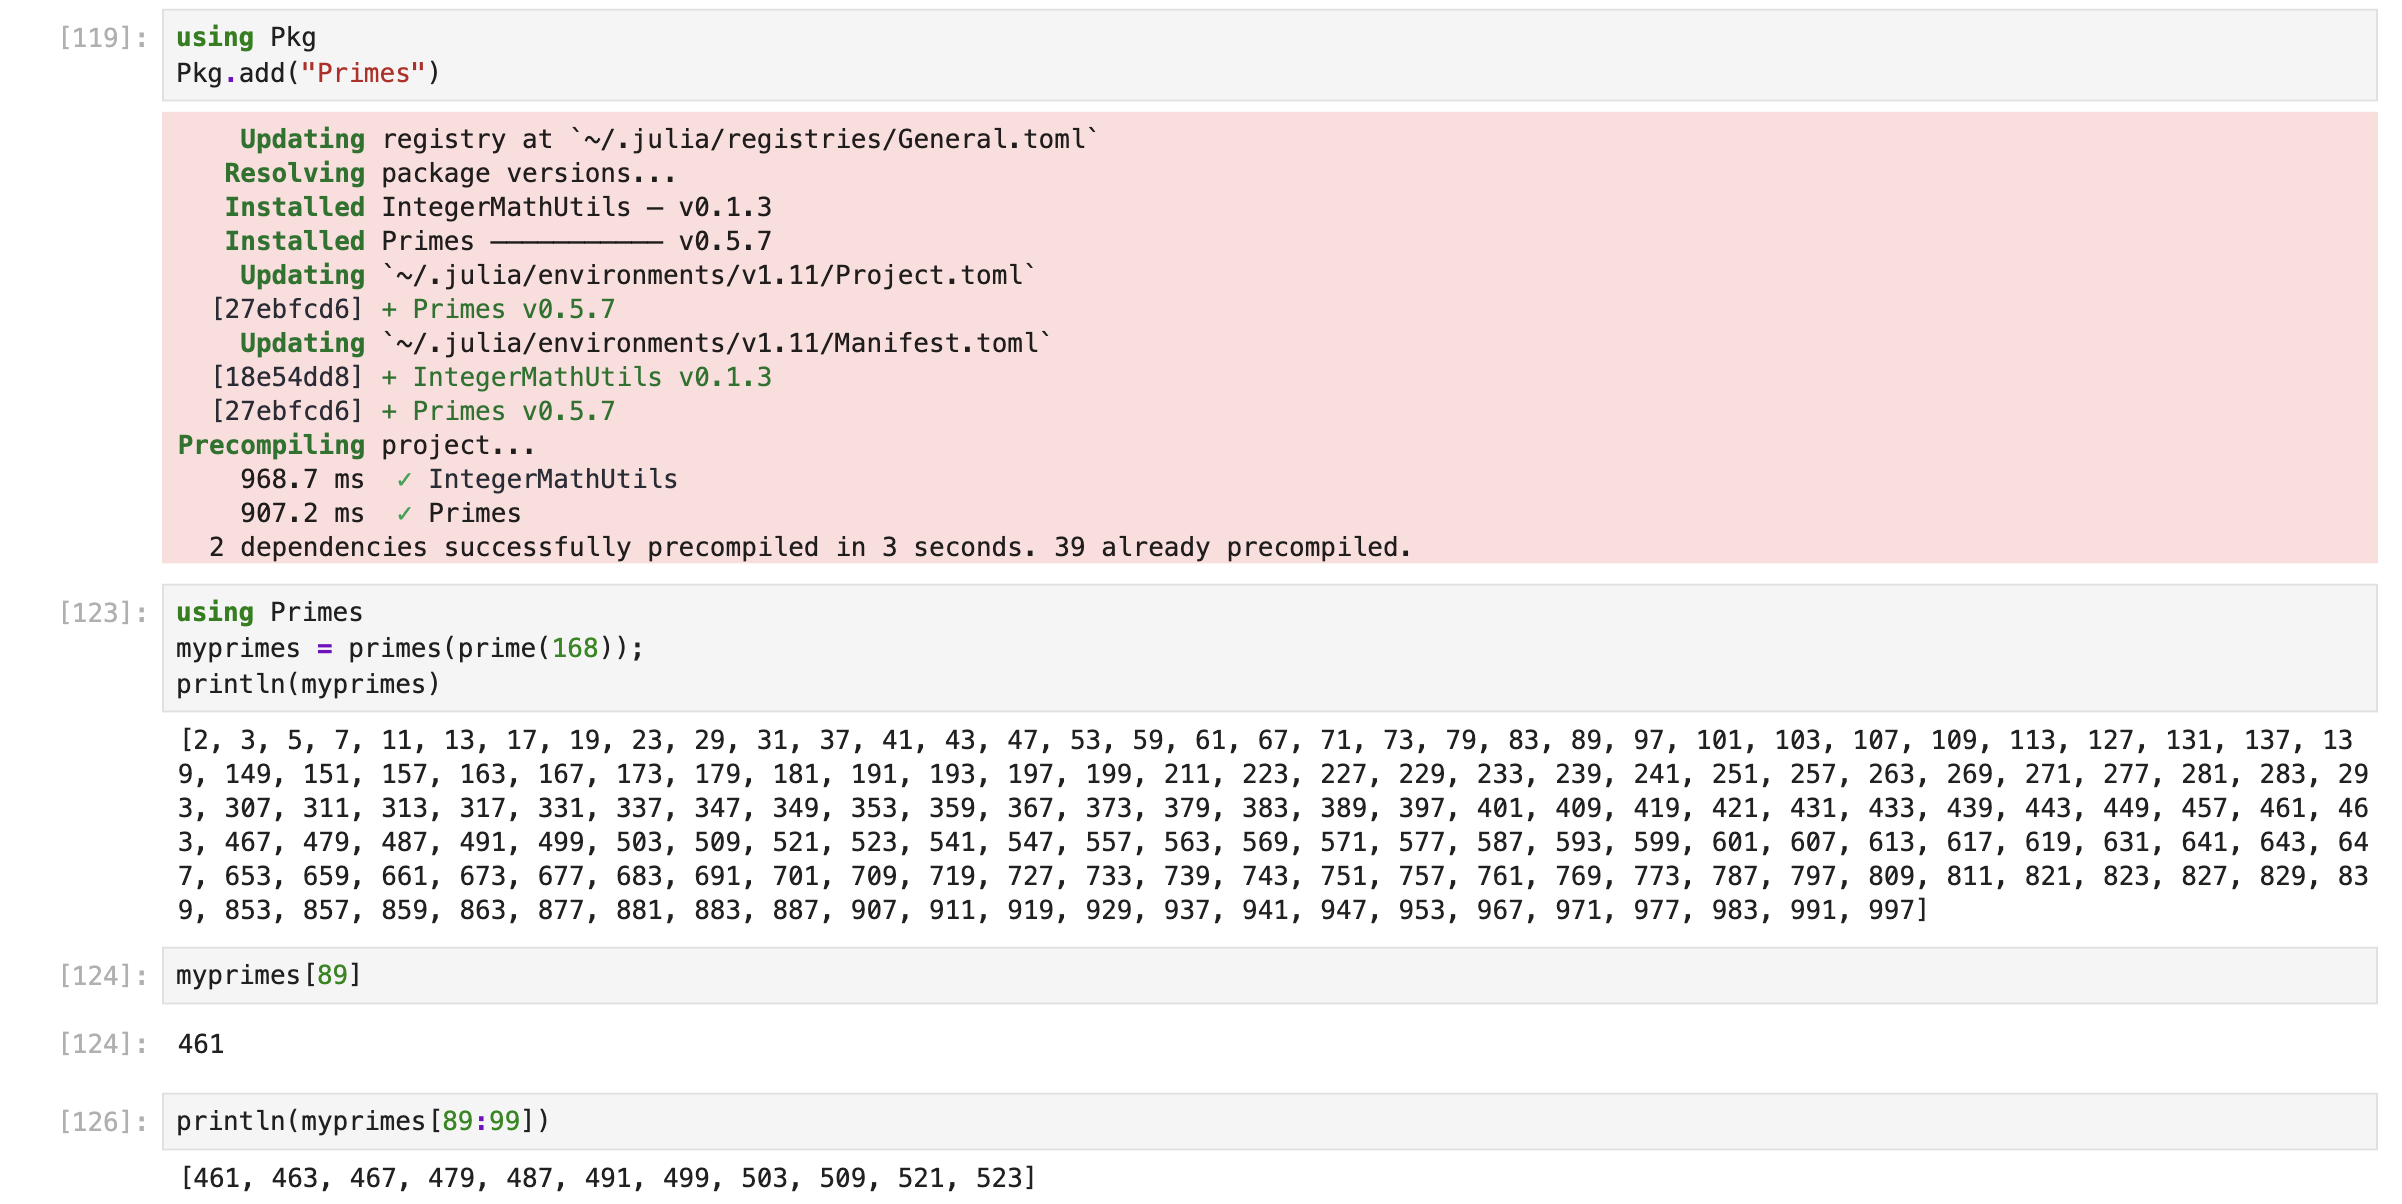 [119]: using Pkg
Pkg.add("Primes")
Updating registry at `~/.julia/registries/General.toml`
Resolving package versions...
Installed IntegerMathUtils ─ v0.1.3
Installed Primes ─────────── v0.5.7
Updating `~/.julia/environments/v1.11/Project.toml`
[27ebfcd6] + Primes v0.5.7
Updating `~/.julia/environments/v1.11/Manifest.toml`
[18e54dd8] + IntegerMathUtils v0.1.3
[27ebfcd6] + Primes v0.5.7
Precompiling project...
968.7 ms ✓ IntegerMathUtils
907.2 ms ✓ Primes
2 dependencies successfully precompiled in 3 seconds. 39 already precompiled.
[123]: using Primes
myprimes = primes(prime(168));
println(myprimes)
[2, 3, 5, 7, 11, 13, 17, 19, 23, 29, 31, 37, 41, 43, 47, 53, 59, 61, 67, 71, 73, 79, 83, 89, 97, 101, 103, 107, 109, 113, 127, 131, 137, 13
9, 149, 151, 157, 163, 167, 173, 179, 181, 191, 193, 197, 199, 211, 223, 227, 229, 233, 239, 241, 251, 257, 263, 269, 271, 277, 281, 283, 29
3, 307, 311, 313, 317, 331, 337, 347, 349, 353, 359, 367, 373, 379, 383, 389, 397, 401, 409, 419, 421, 431, 433, 439, 443, 449, 457, 461, 46
3, 467, 479, 487, 491, 499, 503, 509, 521, 523, 541, 547, 557, 563, 569, 571, 577, 587, 593, 599, 601, 607, 613, 617, 619, 631, 641, 643, 64
7, 653, 659, 661, 673, 677, 683, 691, 701, 709, 719, 727, 733, 739, 743, 751, 757, 761, 769, 773, 787, 797, 809, 811, 821, 823, 827, 829, 83
9, 853, 857, 859, 863, 877, 881, 883, 887, 907, 911, 919, 929, 937, 941, 947, 953, 967, 971, 977, 983, 991, 997]
[124]: myprimes[89]
[124]: 461
[126]: println(myprimes[89:99])
[461, 463, 467, 479, 487, 491, 499, 503, 509, 521, 523]